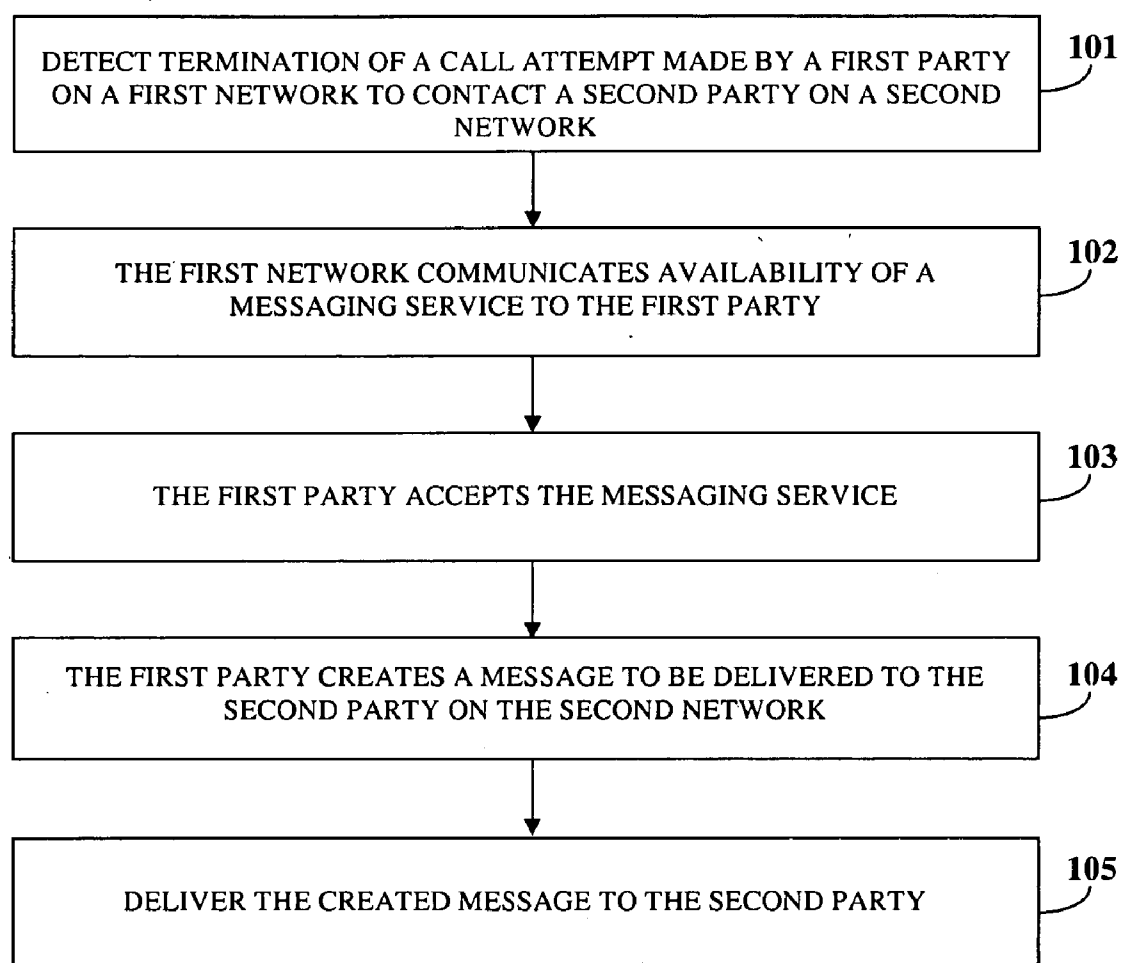 101
DETECT TERMINATION OF A CALL ATTEMPT MADE BY A FIRST PARTY
ON A FIRST NETWORK TO CONTACT A SECOND PARTY ON A SECOND
NETWORK
102
THE FIRST NETWORK COMMUNICATES AVAILABILITY OF A
MESSAGING SERVICE TO THE FIRST PARTY
103
THE FIRST PARTY ACCEPTS THE MESSAGING SERVICE
104
THE FIRST PARTY CREATES A MESSAGE TO BE DELIVERED TO THE
SECOND PARTY ON THE SECOND NETWORK
105
DELIVER THE CREATED MESSAGE TO THE SECOND PARTY